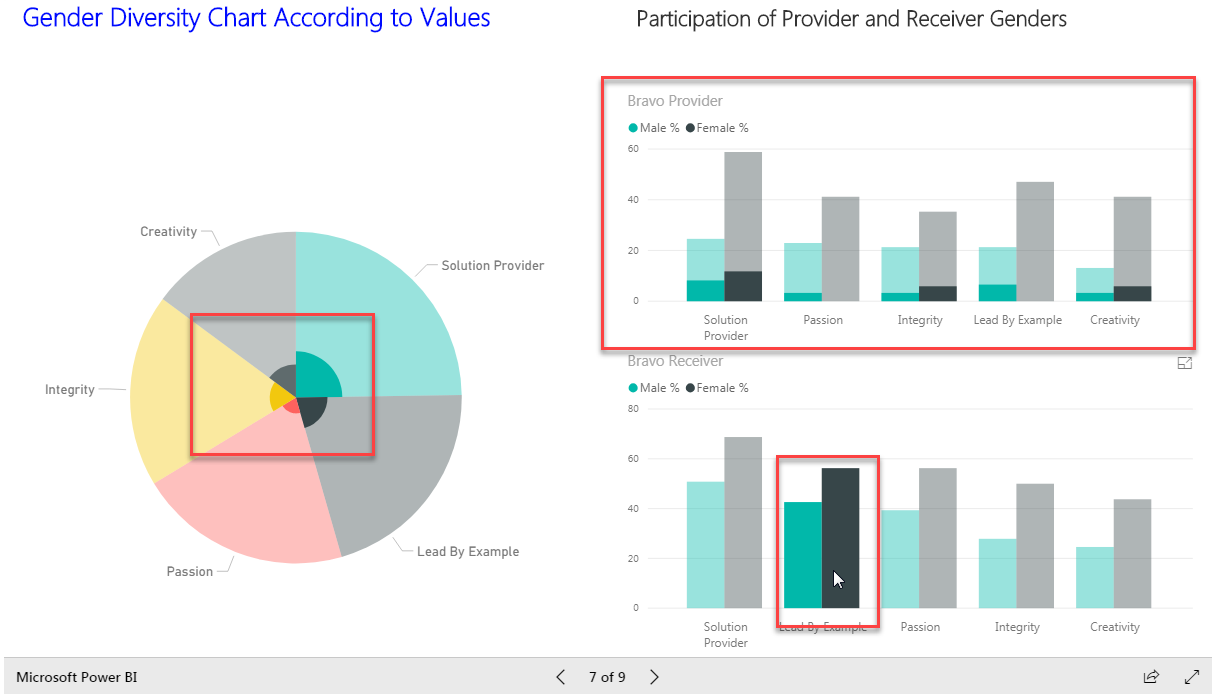 Gender Diversity Chart According to Values
Participation of Provider and Receiver Genders
Creativity
Solution Provider
Integrity
Passion
Lead By Example
Bravo Provider
Male % Female %
60
40
20
0
Solution
Provider
Passion
Integrity
Lead By Example
Creativity
Bravo Receiver
Male % Female %
80
60
40
20
0
Solution
Provider
Lead By Example
Passion
Integrity
Creativity
Microsoft Power BI
7 of 9